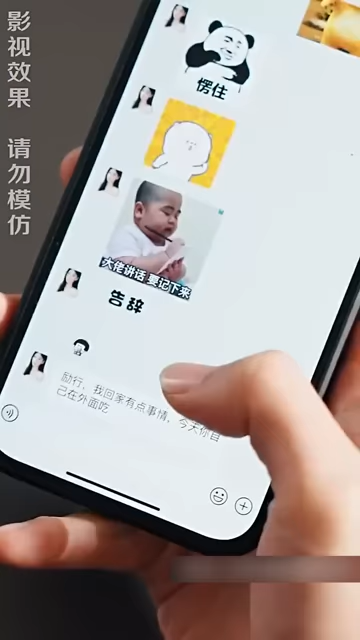 影视效果 请勿模仿
愣住
大佬讲话 要记下来
告辞
励行，我回家有点事情，今天你自
己在外面吃